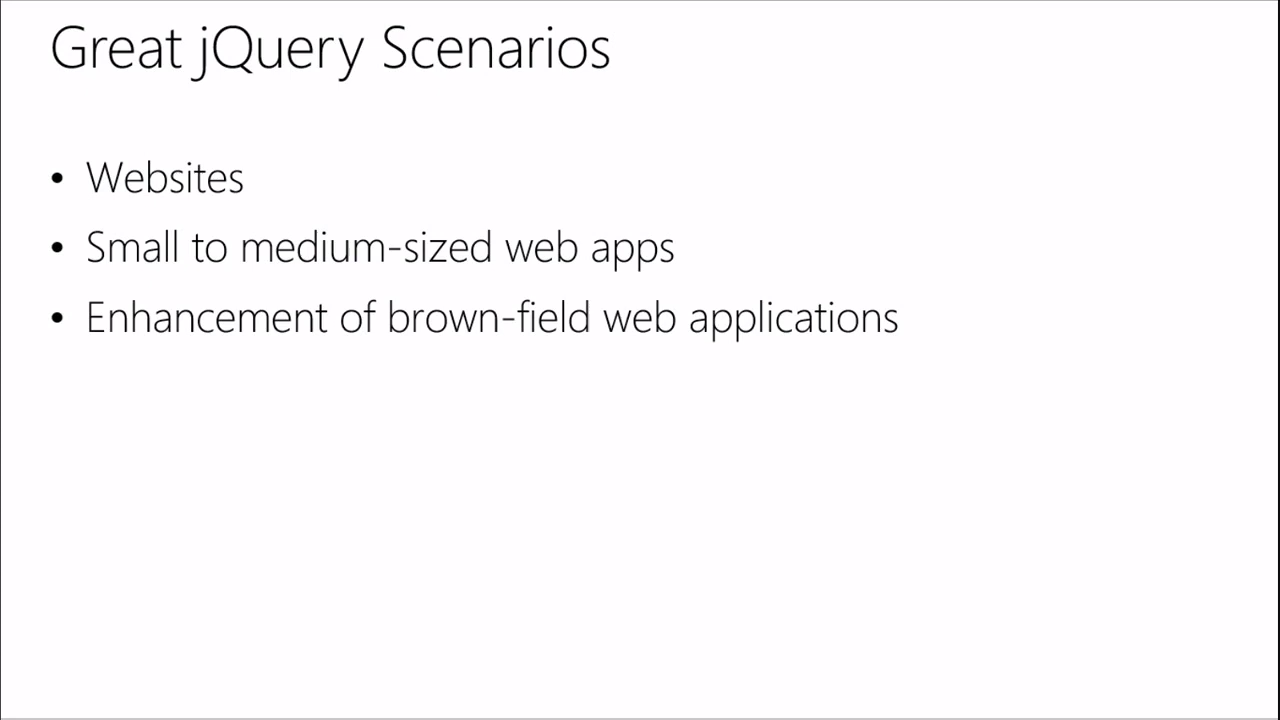 Great jQuery Scenarios
• Websites
• Small to medium-sized web apps
• Enhancement of brown-field web applications